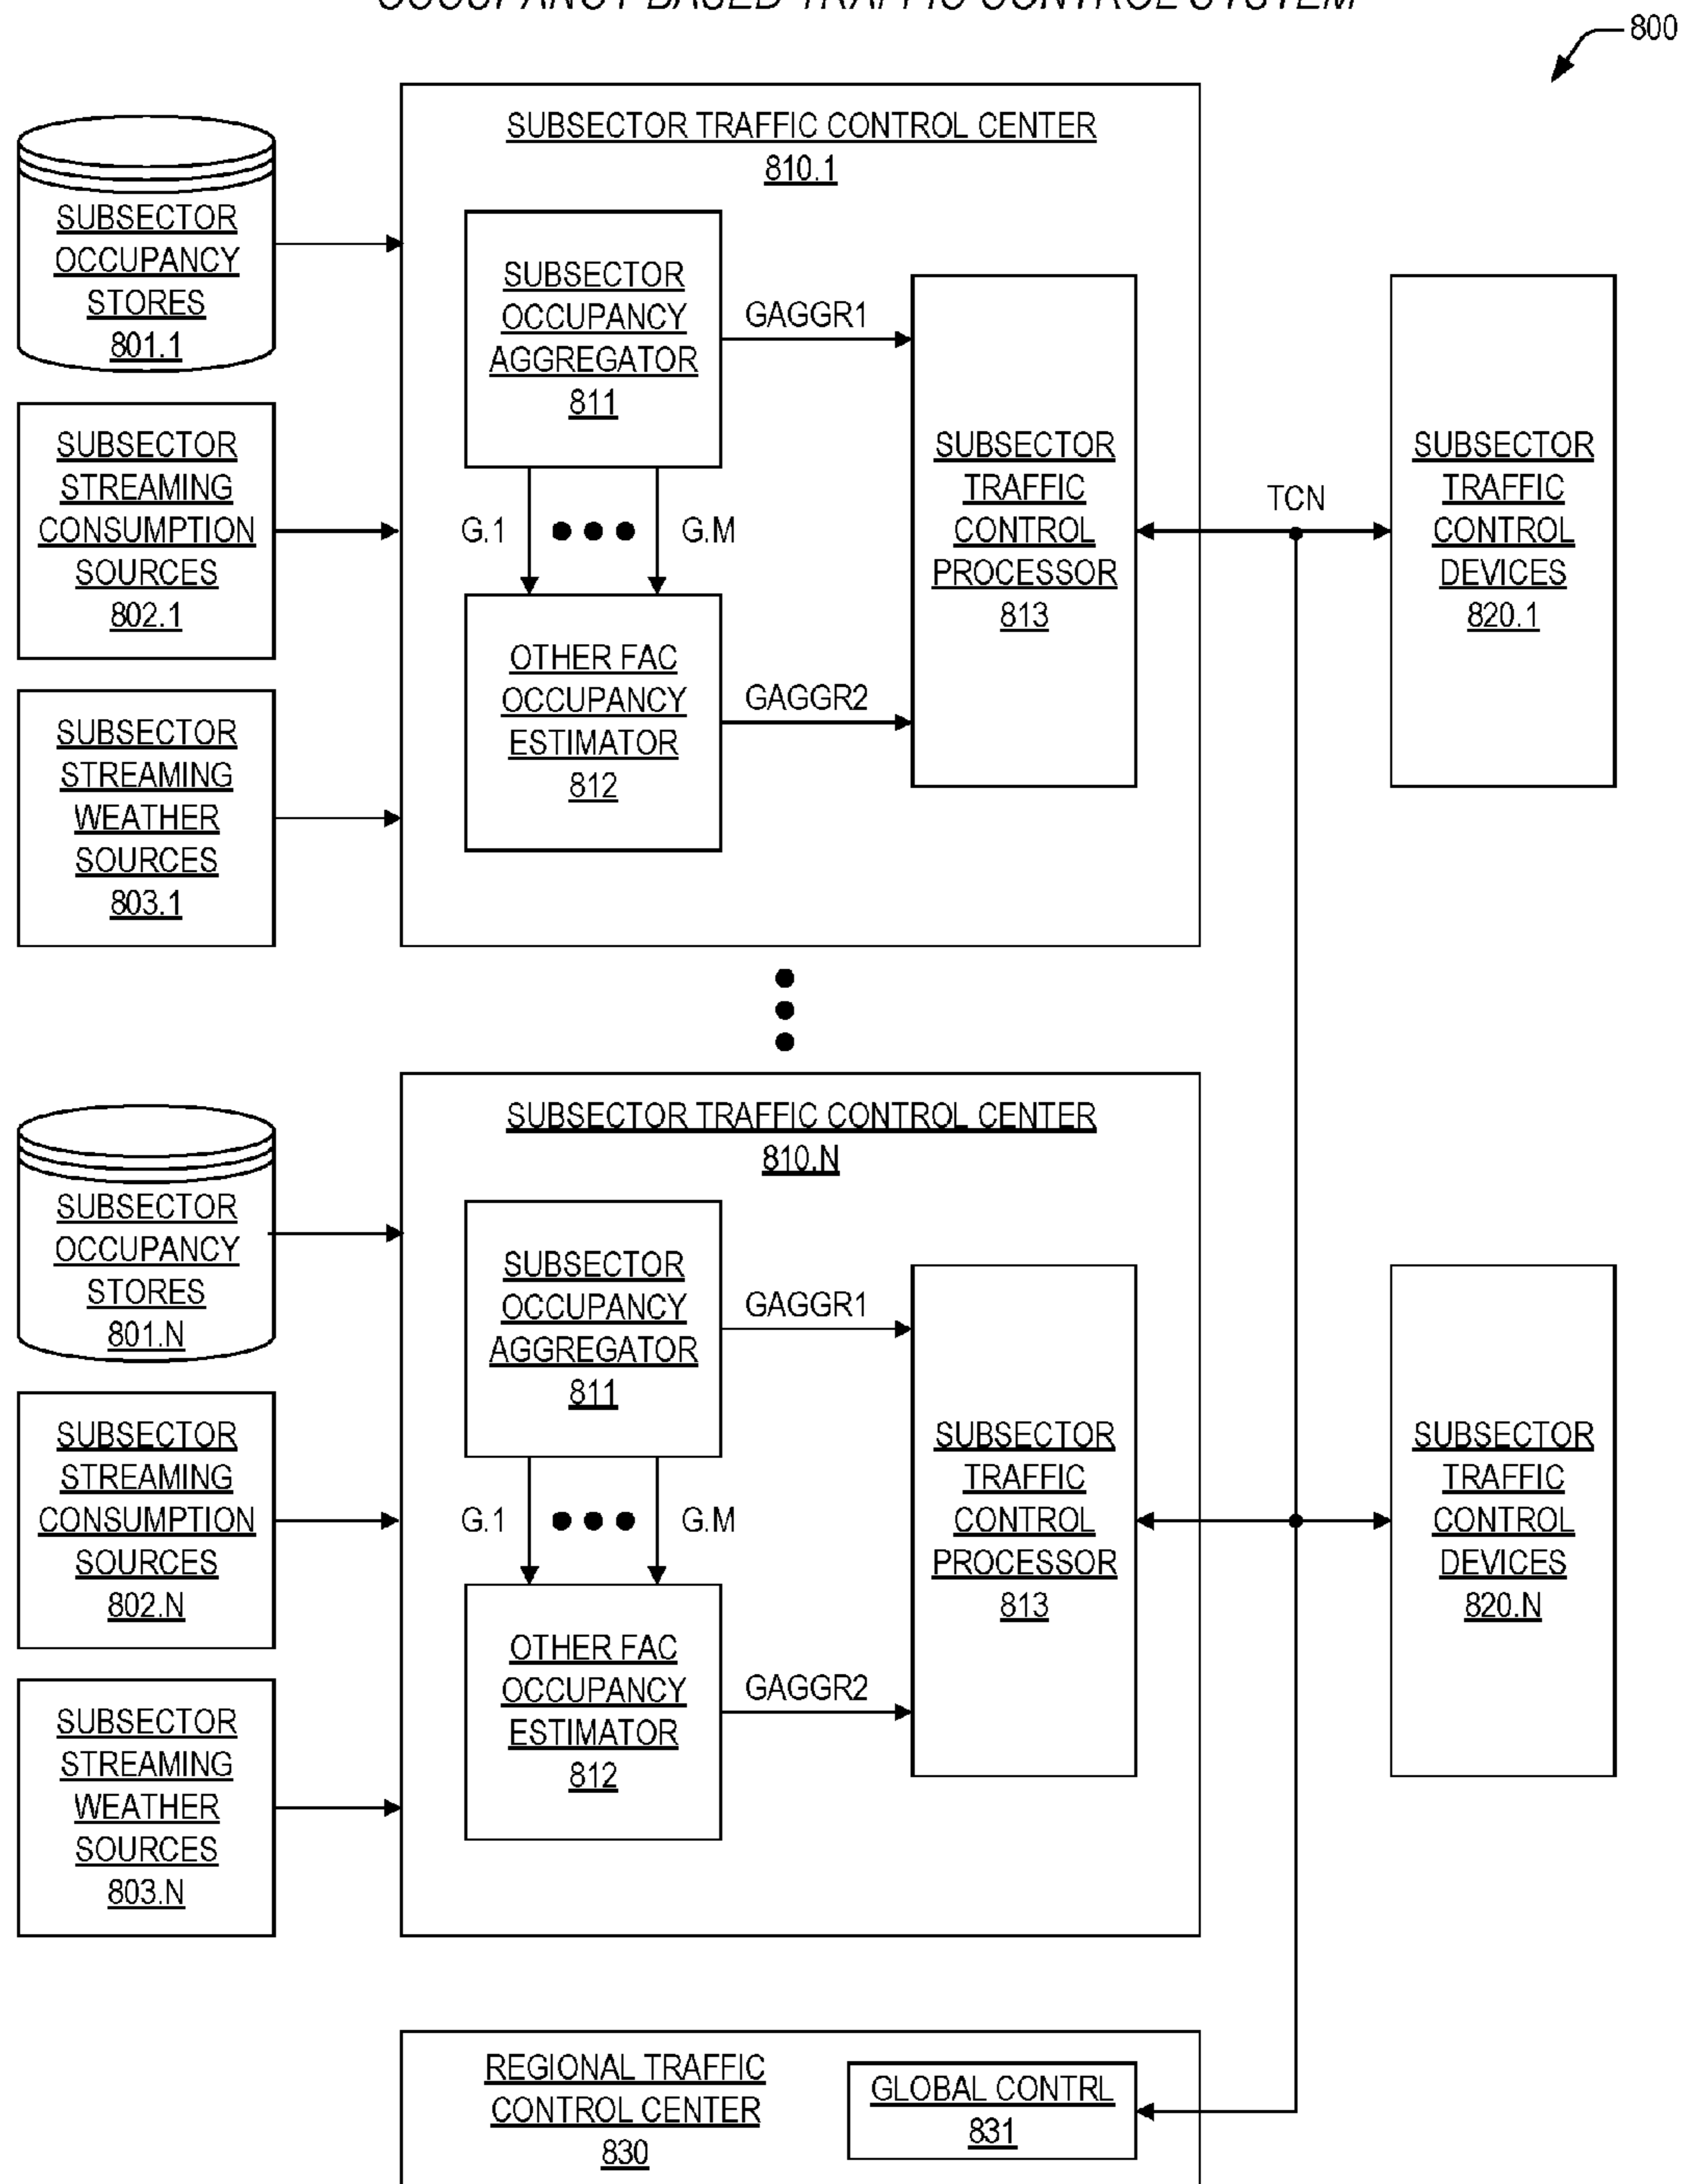 OCCUPANCY BASED TRAFFIC CONTROL SYSTEM
800
SUBSECTOR
OCCUPANCY
STORES
801.1
SUBSECTOR
STREAMING
CONSUMPTION
SOURCES
802.1
SUBSECTOR
STREAMING
WEATHER
SOURCES
803.1
SUBSECTOR TRAFFIC CONTROL CENTER
810.1
SUBSECTOR
OCCUPANCY
AGGREGATOR
811
GAGGR1
G.1
G.M
OTHER FAC
OCCUPANCY
ESTIMATOR
812
GAGGR2
SUBSECTOR
TRAFFIC
CONTROL
PROCESSOR
813
TCN
SUBSECTOR
TRAFFIC
CONTROL
DEVICES
820.1
SUBSECTOR
OCCUPANCY
STORES
801.N
SUBSECTOR
STREAMING
CONSUMPTION
SOURCES
802.N
SUBSECTOR
STREAMING
WEATHER
SOURCES
803.N
SUBSECTOR TRAFFIC CONTROL CENTER
810.N
SUBSECTOR
OCCUPANCY
AGGREGATOR
811
GAGGR1
G.1
G.M
OTHER FAC
OCCUPANCY
ESTIMATOR
812
GAGGR2
SUBSECTOR
TRAFFIC
CONTROL
PROCESSOR
813
SUBSECTOR
TRAFFIC
CONTROL
DEVICES
820.N
REGIONAL TRAFFIC
CONTROL CENTER
830
GLOBAL CONTRL
831